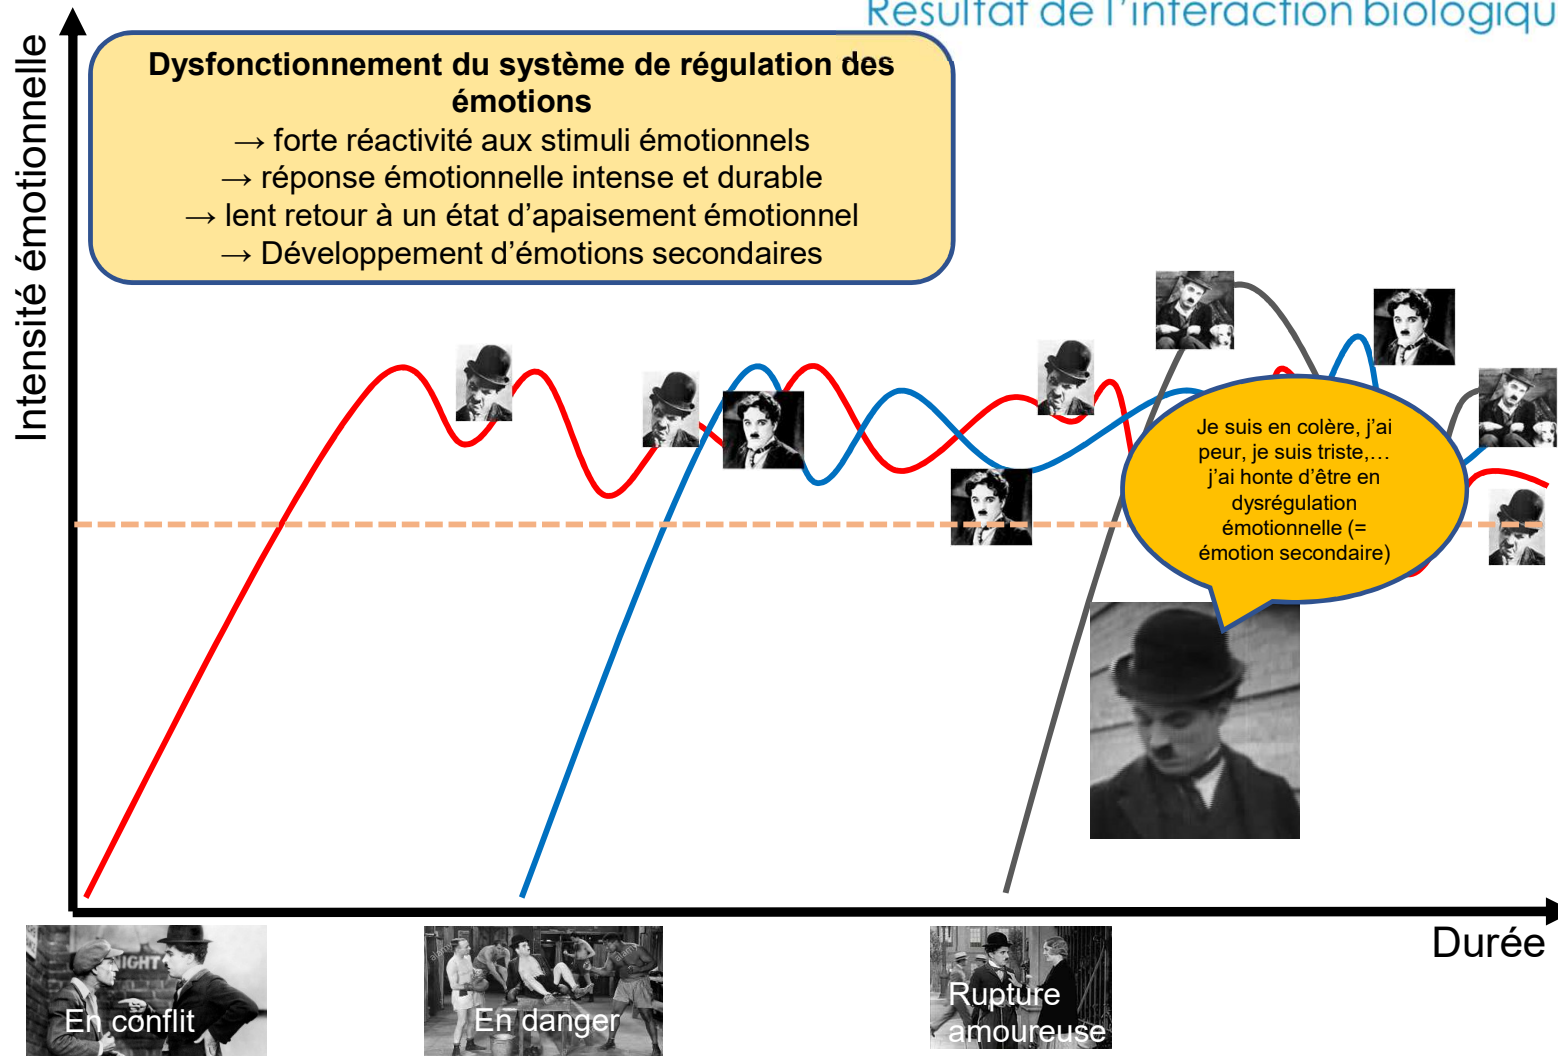 Résultat de l’interaction biologiqu
Intensité émotionnelle
Dysfonctionnement du système de régulation des
émotions
→ forte réactivité aux stimuli émotionnels
→ réponse émotionnelle intense et durable
→ lent retour à un état d’apaisement émotionnel
→ Développement d’émotions secondaires
Je suis en colère, j’ai
peur, je suis triste,…
j’ai honte d’être en
dysrégulation
émotionnelle (=
émotion secondaire)
Durée
IGHT
En conflit
En danger
Rupture
amoureuse